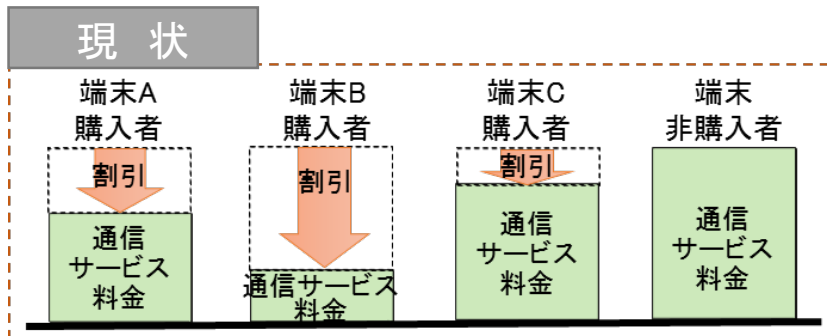 現 状
端末A
購入者
割引
通信
サービス
料金
端末B
購入者
割引
通信サービス
料金
端末C
購入者
割引
通信
サービス
料金
端末
非購入者
通信
サービス
料金